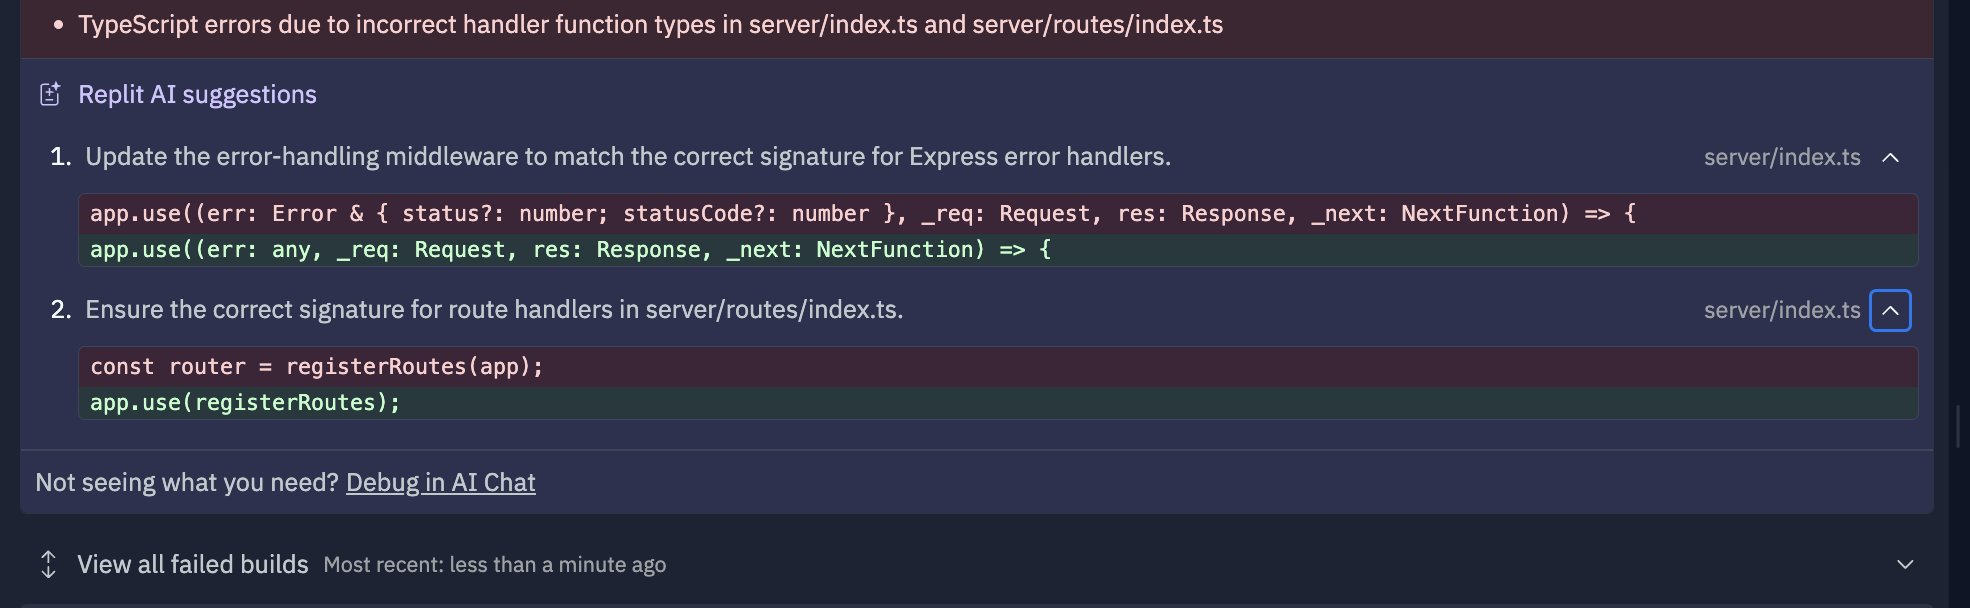 • TypeScript errors due to incorrect handler function types in server/index.ts and server/routes/index.ts
Replit AI suggestions
1. Update the error-handling middleware to match the correct signature for Express error handlers. server/index.ts
app.use((err: Error & { status?: number; statusCode?: number }, _req: Request, res: Response, _next: NextFunction) => {
app.use((err: any, _req: Request, res: Response, _next: NextFunction) => {
2. Ensure the correct signature for route handlers in server/routes/index.ts. server/index.ts
const router = registerRoutes(app);
app.use(registerRoutes);
Not seeing what you need? Debug in AI Chat
View all failed builds Most recent: less than a minute ago